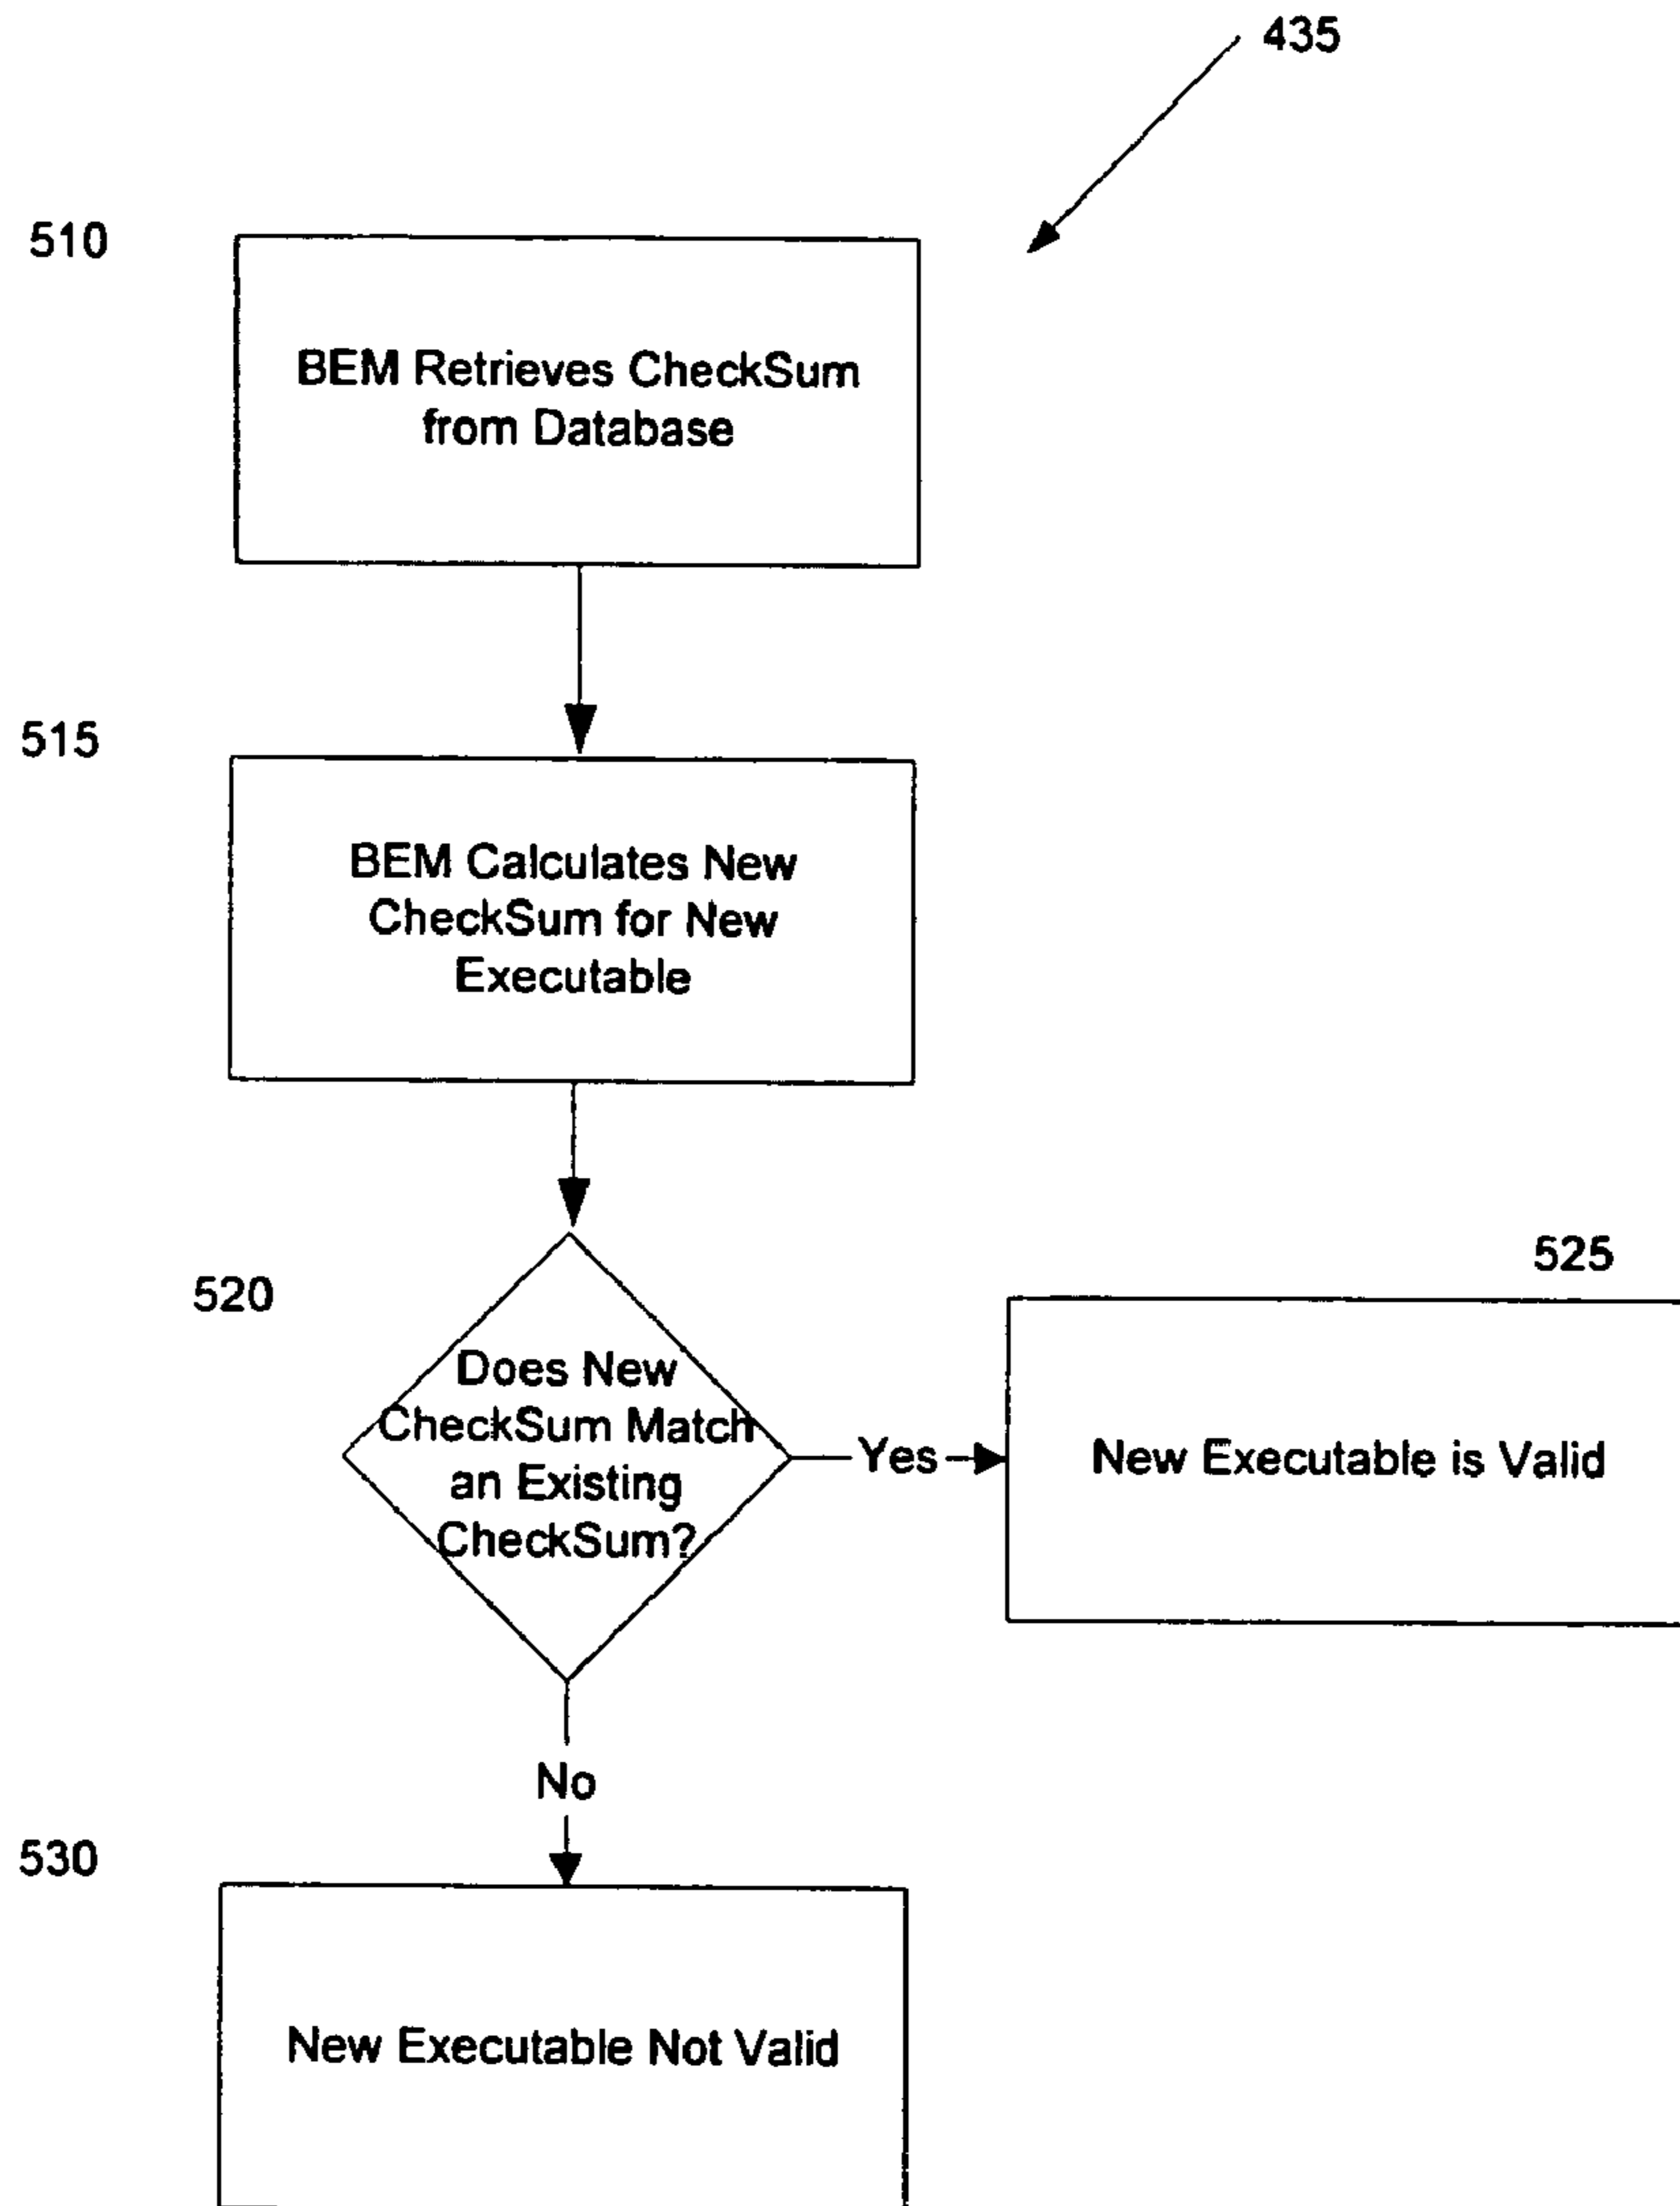 435
510
BEM Retrieves CheckSum
from Database
515
BEM Calculates New
CheckSum for New
Executable
520
Does New
CheckSum Match
an Existing
CheckSum?
Yes
525
New Executable is Valid
No
530
New Executable Not Valid